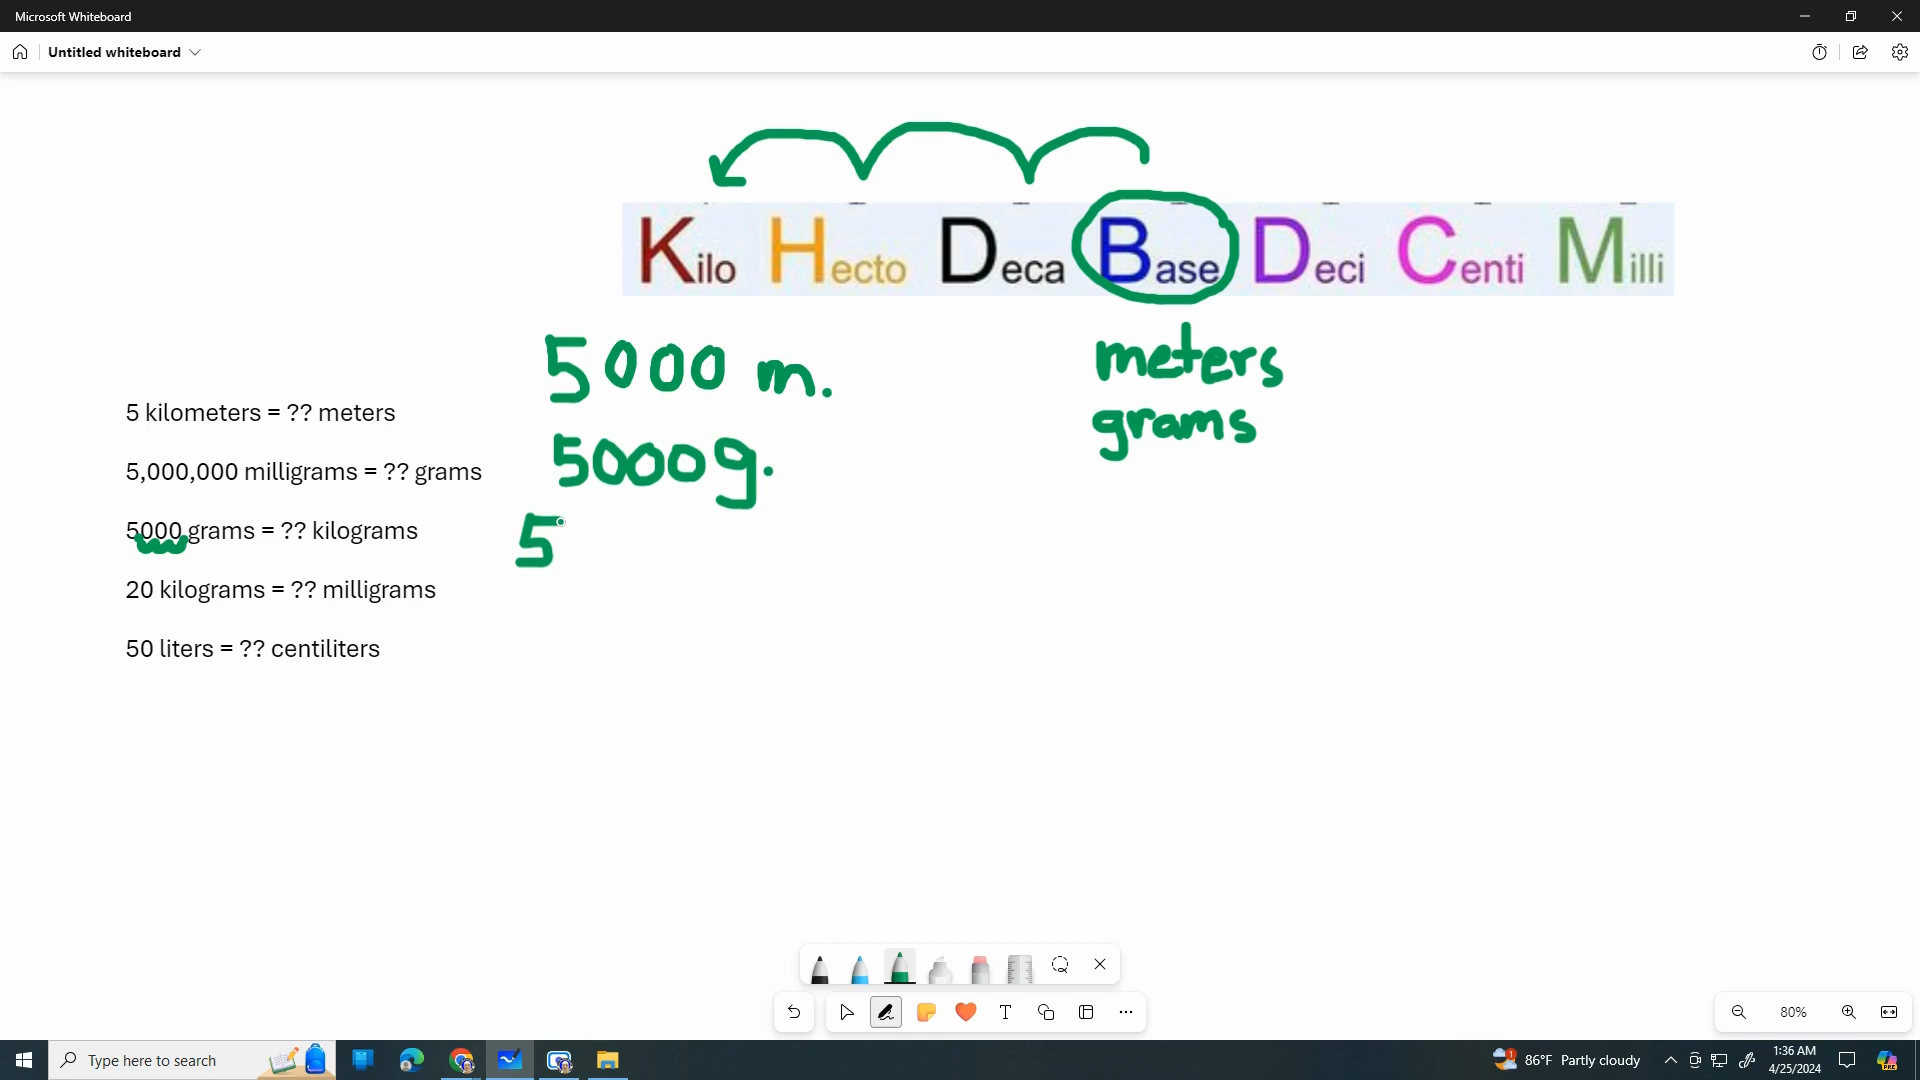 Microsoft Whiteboard
Untitled whiteboard
Kilo Hecto Deca Base Deci Centi Milli
5000 m.
meters
5 kilometers = ?? meters
grams
5000g.
5,000,000 milligrams = ?? grams
5000 grams = ?? kilograms
5
20 kilograms = ?? milligrams
50 liters = ?? centiliters
80%
Type here to search
86°F Partly cloudy
1:36 AM
4/25/2024